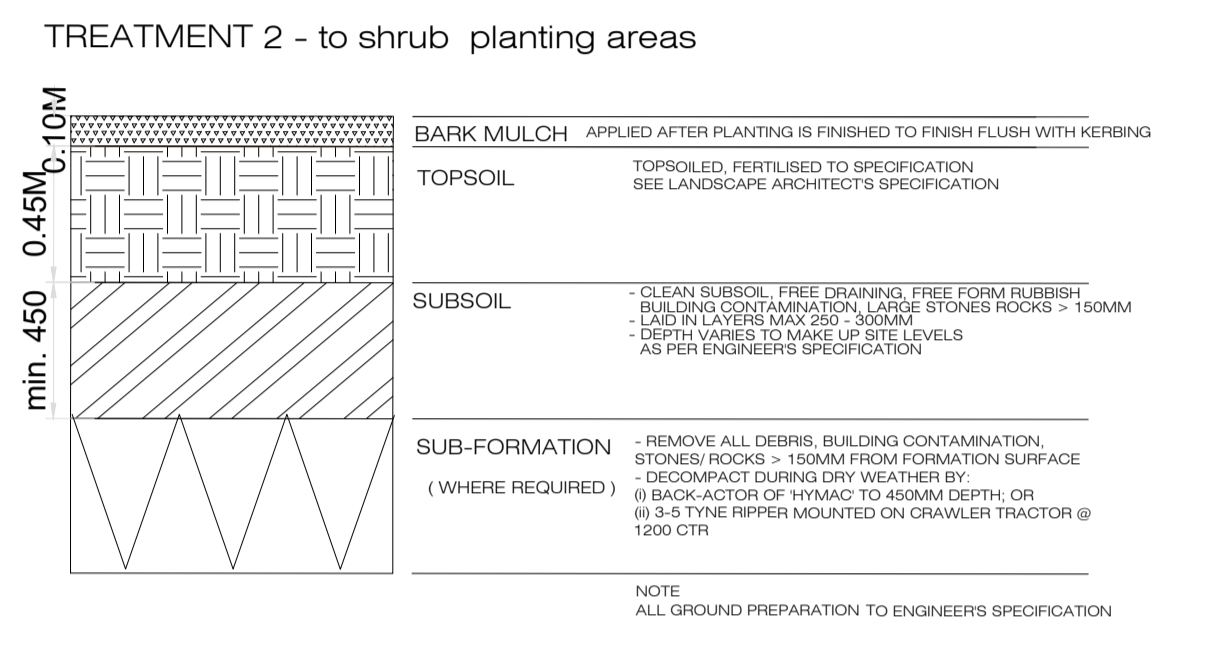 TREATMENT 2 - to shrub planting areas
0.10M
BARK MULCH APPLIED AFTER PLANTING IS FINISHED TO FINISH FLUSH WITH KERBING
0.45M
TOPSOIL
TOPSOILED, FERTILISED TO SPECIFICATION
SEE LANDSCAPE ARCHITECT'S SPECIFICATION
min. 450
SUBSOIL
- CLEAN SUBSOIL, FREE DRAINING, FREE FORM RUBBISH
BUILDING CONTAMINATION, LARGE STONES ROCKS > 150MM
- LAID IN LAYERS MAX 250 - 300MM
- DEPTH VARIES TO MAKE UP SITE LEVELS
AS PER ENGINEER'S SPECIFICATION
SUB-FORMATION
( WHERE REQUIRED )
- REMOVE ALL DEBRIS, BUILDING CONTAMINATION,
STONES/ ROCKS > 150MM FROM FORMATION SURFACE
- DECOMPACT DURING DRY WEATHER BY:
(i) BACK-ACTOR OF 'HYMAC' TO 450MM DEPTH; OR
(ii) 3-5 TYNE RIPPER MOUNTED ON CRAWLER TRACTOR @
1200 CTR
NOTE
ALL GROUND PREPARATION TO ENGINEER'S SPECIFICATION